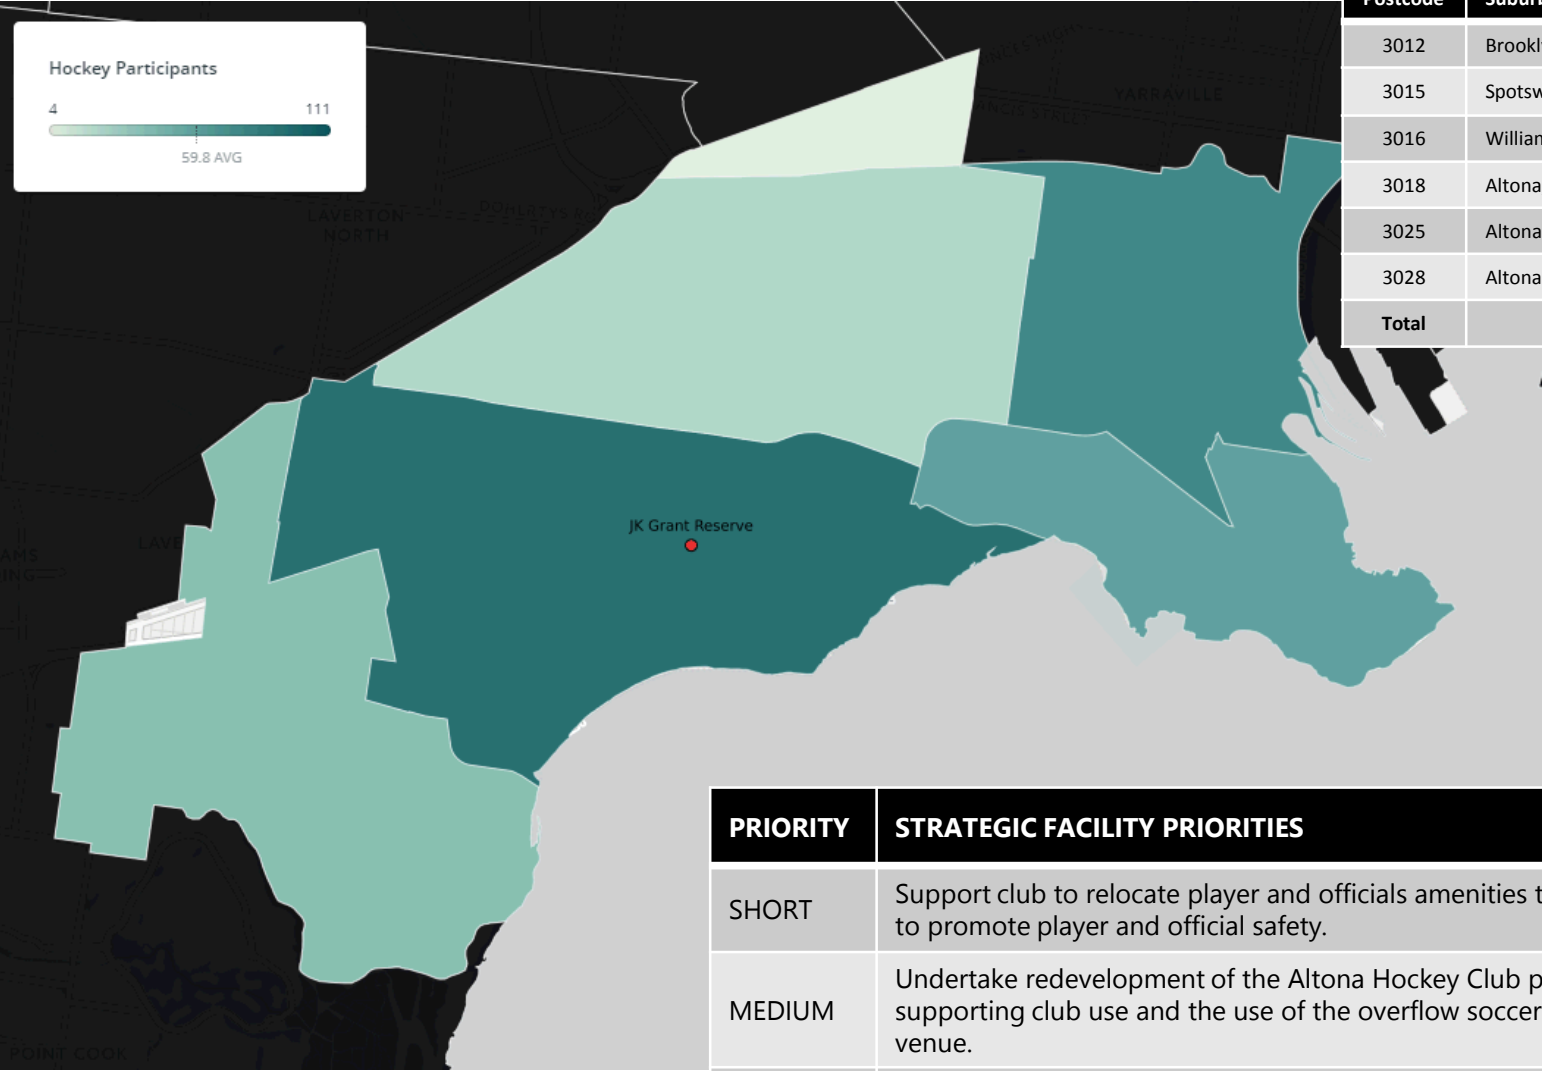 Hockey Participants
4 111
59.8 AVG
Postcode
3012
3015
3016
3018 Altona
3025 Altona
3028 Altona
Total
YARRAVILLE
LAVERTON
NORTH
JK Grant Reserve
POINT COOK
PRIORITY STRATEGIC FACILITY PRIORITIES
SHORT Support club to relocate player and officials amenities
to promote player and official safety.
MEDIUM Undertake redevelopment of the Altona Hockey Club
supporting club use and the use of the overflow soccer
venue.